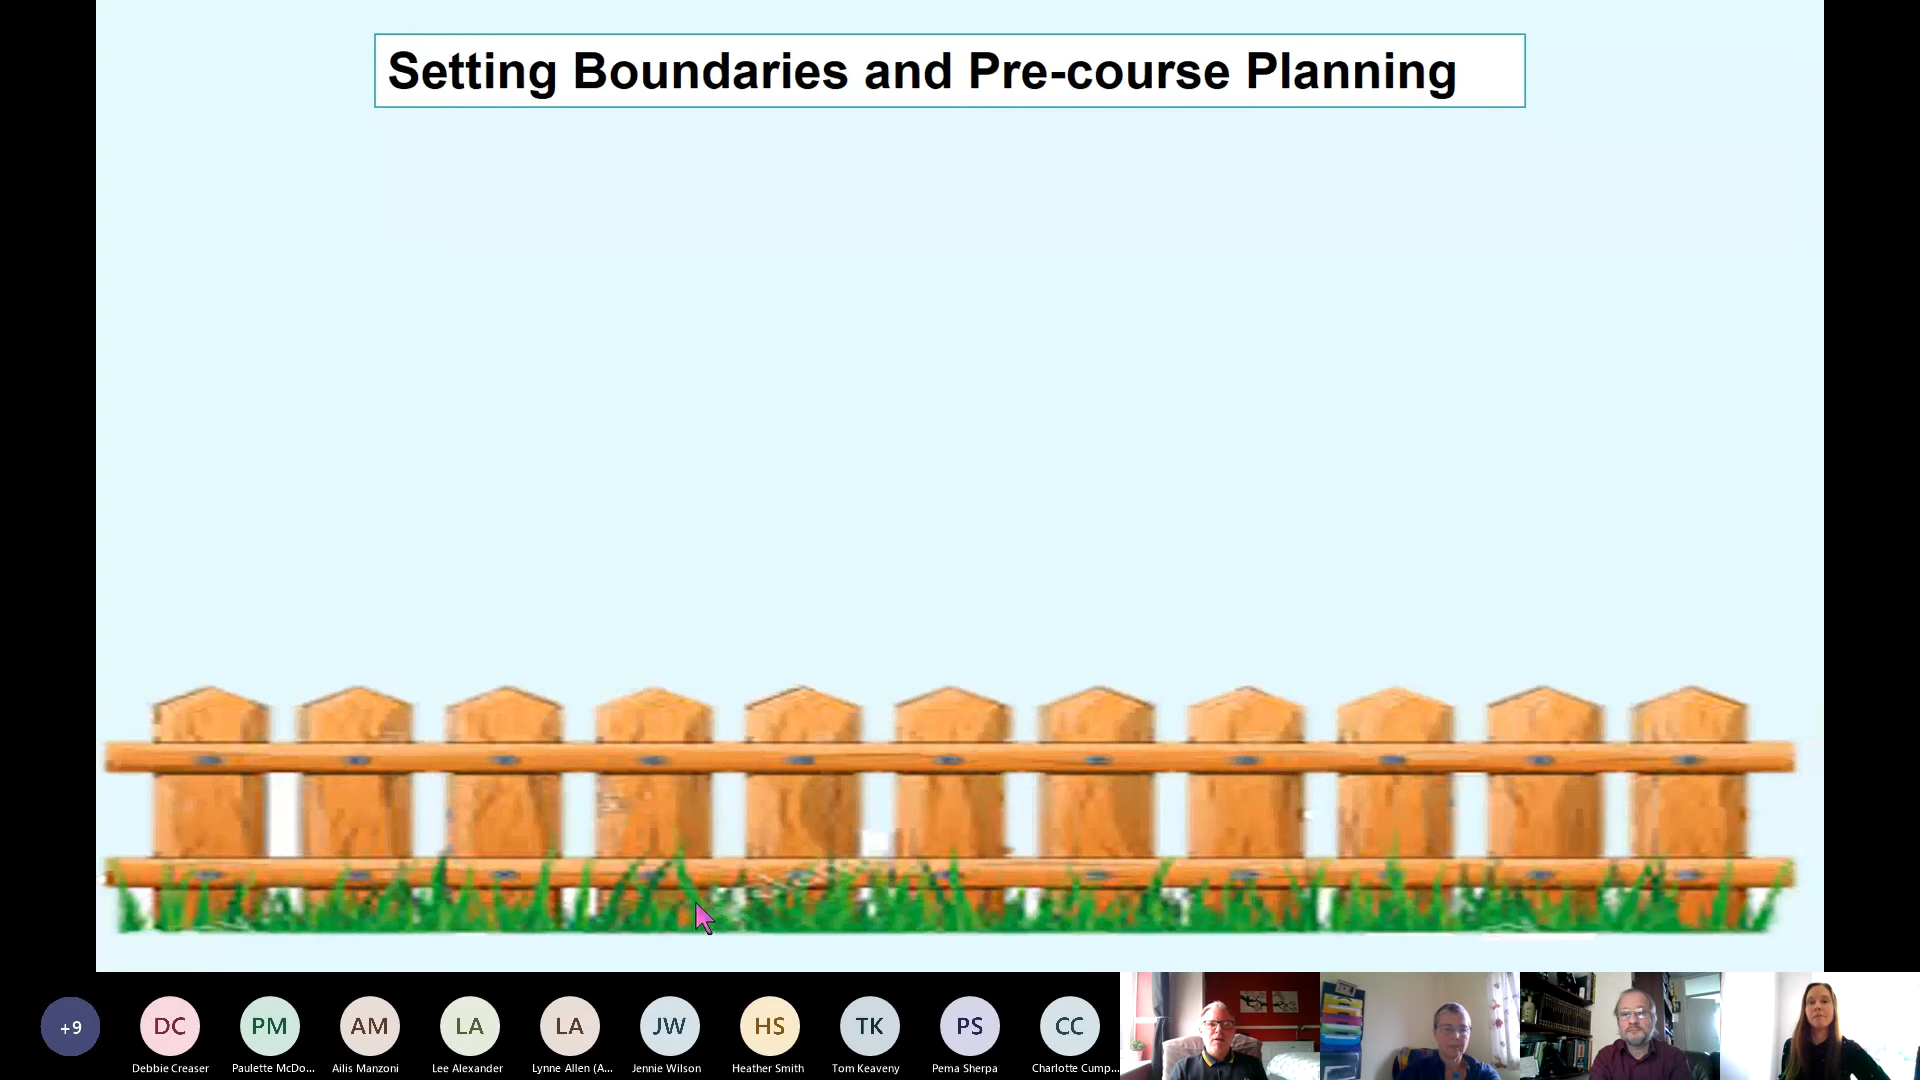 Setting Boundaries and Pre-course Planning
+9
DC
PM
AM
LA
LA
JW
HS
TK
PS
CC
Debbie Creaser
Paulette McDo...
Ailis Manzoni
Lee Alexander
Lynne Allen (A...
Jennie Wilson
Heather Smith
Tom Keaveny
Pema Sherpa
Charlotte Cump...